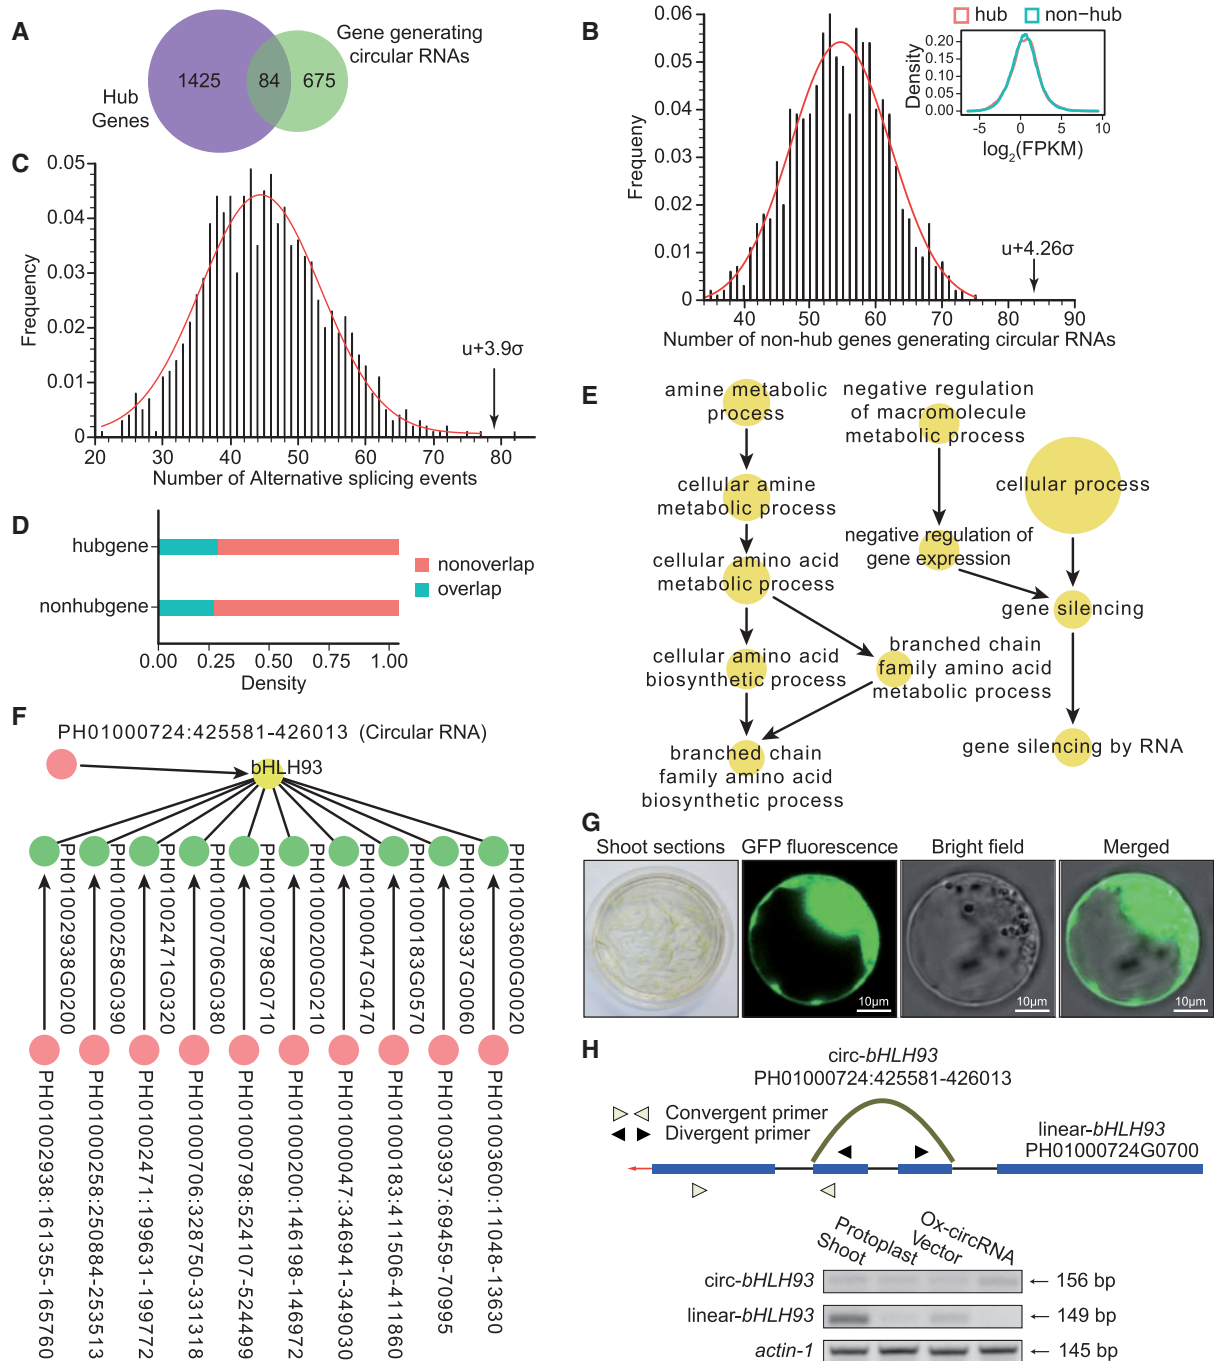 A
1425
84
675
Hub
Genes
Gene generating
circular RNAs
B
Frequency
0.06
0.05
0.04
0.03
0.02
0.01
0
40
50
60
70
80
90
u+4.26σ
Number of non-hub genes generating circular RNAs
hub
non−hub
Density
0.20
0.15
0.10
0.05
0.00
-5
0
5
10
log2(FPKM)
C
Frequency
0.05
0.04
0.03
0.02
0.01
0
20
30
40
50
60
70
80
u+3.9σ
Number of Alternative splicing events
D
hubgene
nonhubgene
nonoverlap
overlap
0.00
0.25
0.50
0.75
1.00
Density
E
amine metabolic
process
cellular amine
metabolic process
cellular amino acid
metabolic process
cellular amino acid
biosynthetic process
branched chain
family amino acid
biosynthetic process
negative regulation
of macromolecule
metabolic process
negative regulation of
gene expression
cellular process
gene silencing
branched chain
family amino acid
metabolic process
gene silencing by RNA
F
PH01000724:425581-426013 (Circular RNA)
bHLH93
PH01002938G0200
PH01000258G0390
PH01002471G0320
PH01000706G0380
PH01000798G0710
PH01000200G0210
PH01000047G0470
PH01000183G0570
PH01003937G0060
PH01003600G0020
PH01002938:161355-165760
PH01000258:250884-253513
PH01002471:199631-199772
PH01000706:328750-331318
PH01000798:524107-524499
PH01000200:146198-146972
PH01000047:346941-349030
PH01000183:411506-411860
PH01003937:69459-70995
PH01003600:11048-13630
G
Shoot sections
GFP fluorescence
Bright field
Merged
10μm
10μm
10μm
H
circ-bHLH93
PH01000724:425581-426013
Convergent primer
Divergent primer
linear-bHLH93
PH01000724G0700
Shoot
Protoplast
Vector
Ox-circRNA
circ-bHLH93
← 156 bp
linear-bHLH93
← 149 bp
actin-1
← 145 bp